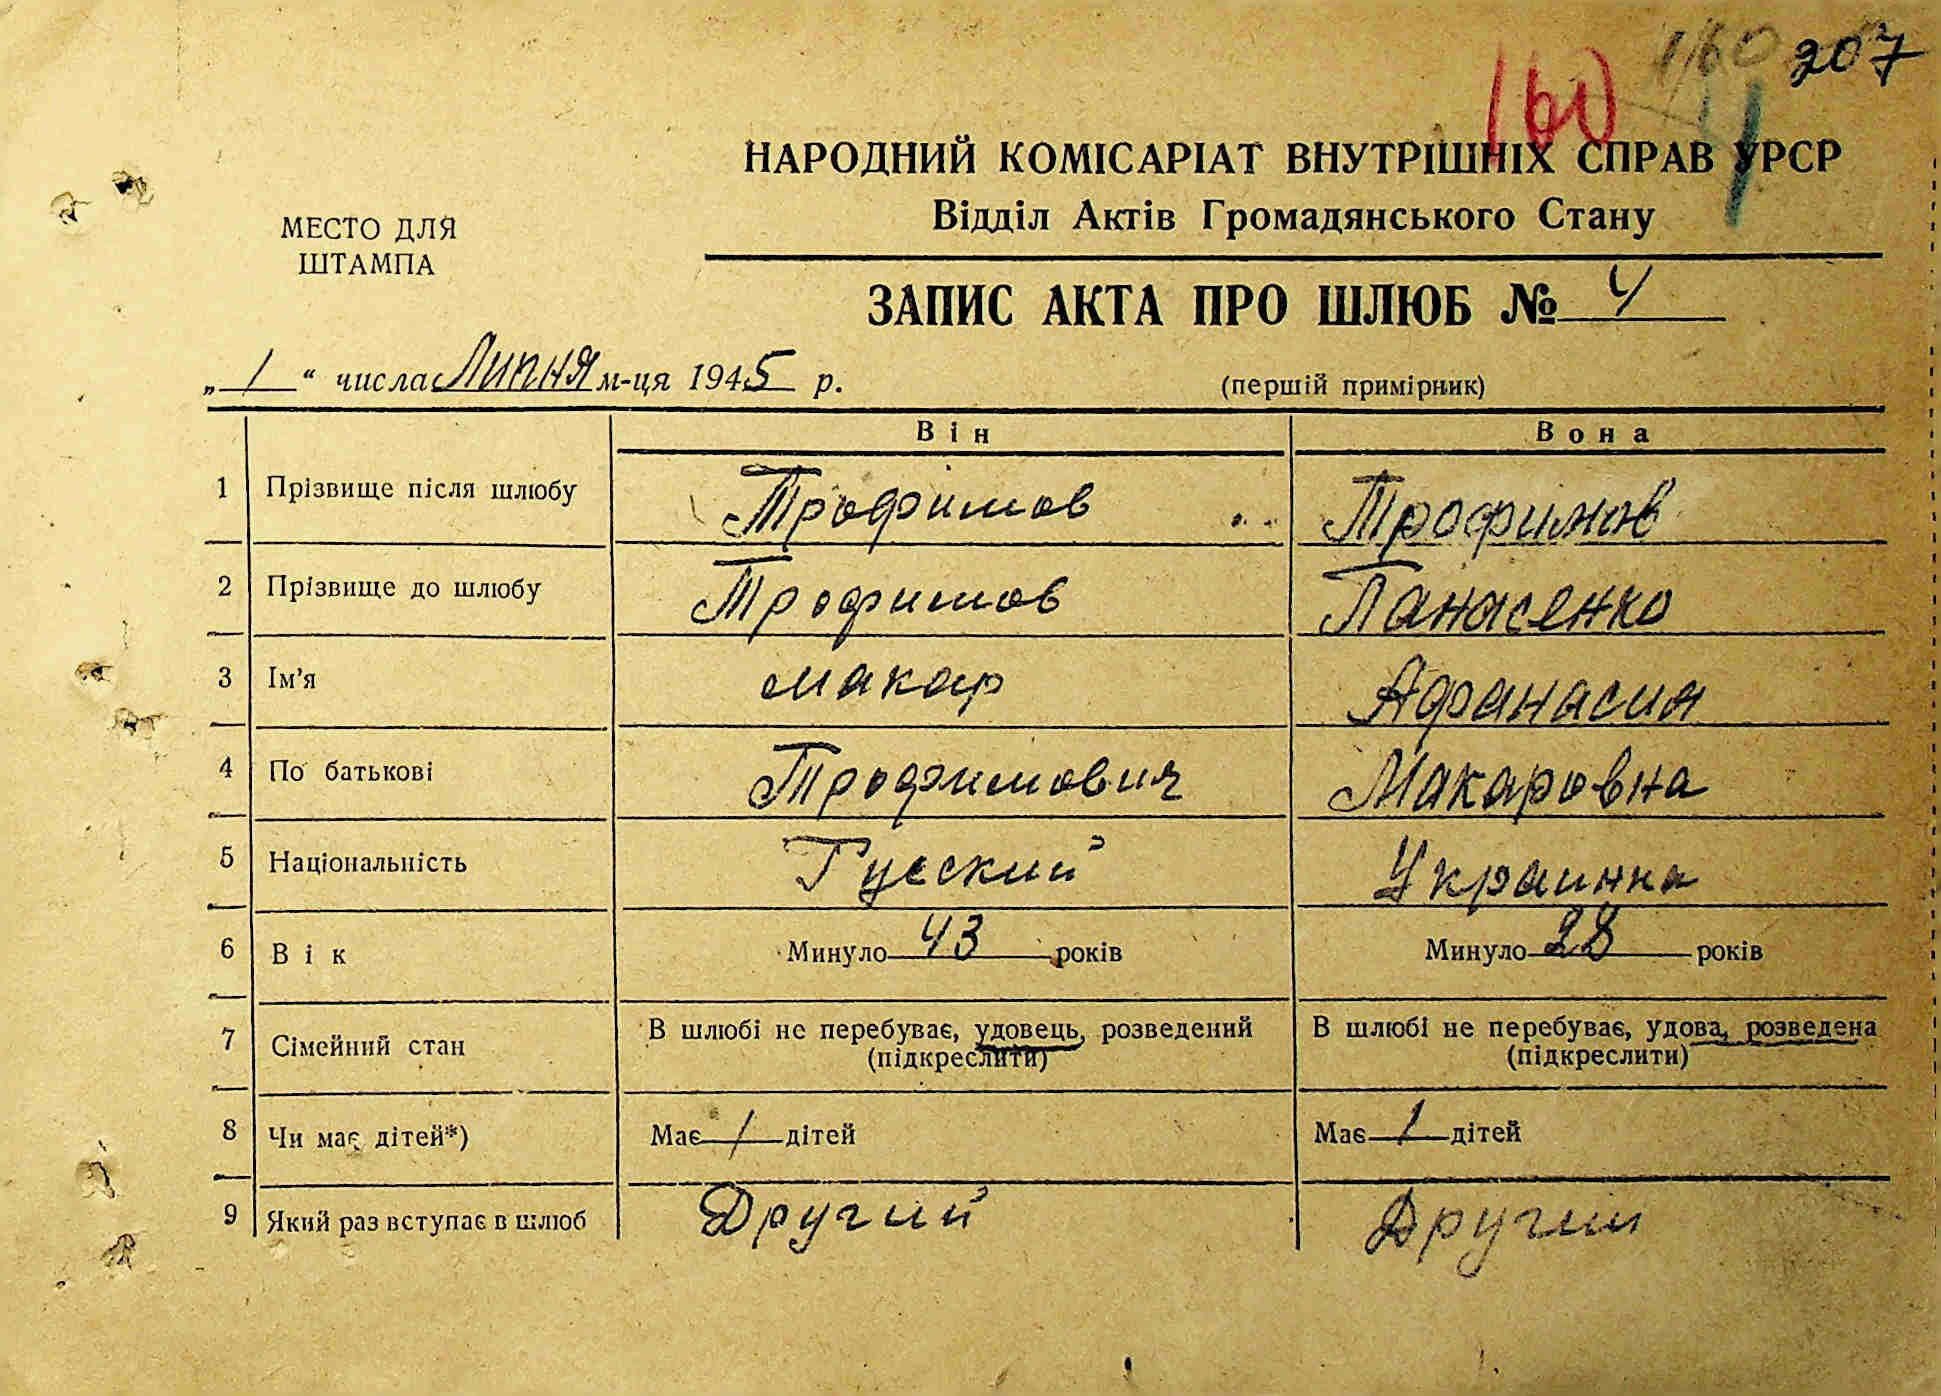 160 160 207
НАРОДНИЙ КОМІСАРІАТ ВНУТРІШНІХ СПРАВ УРСР
Відділ Актів Громадянського Стану
МЕСТО ДЛЯ
ШТАМПА
ЗАПИС АКТА ПРО ШЛЮБ № 4
„1“ числа Липня м-ця 1945 р.
(перший примірник)
Він Вона
1 Прізвище після шлюбу Трофимов Трофимов
2 Прізвище до шлюбу Трофимов Панасенко
3 Ім'я Макар Афанасия
4 По батькові Трофимович Макаровна
5 Національність Русский Украинка
6 Вік Минуло 43 років Минуло 28 років
7 Сімейний стан В шлюбі не перебуває, удовець, розведений В шлюбі не перебуває, удова, розведена
(підкреслити) (підкреслити)
8 Чи має дітей*) Має 1 дітей Має 1 дітей
9 Який раз вступає в шлюб Другий Другий